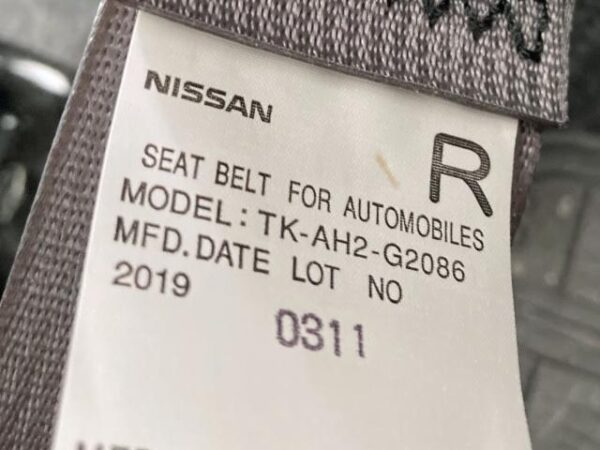 NISSAN
R
SEAT BELT FOR AUTOMOBILES
MODEL: TK-AH2-G2086
MFD.DATE LOT NO
2019
0311